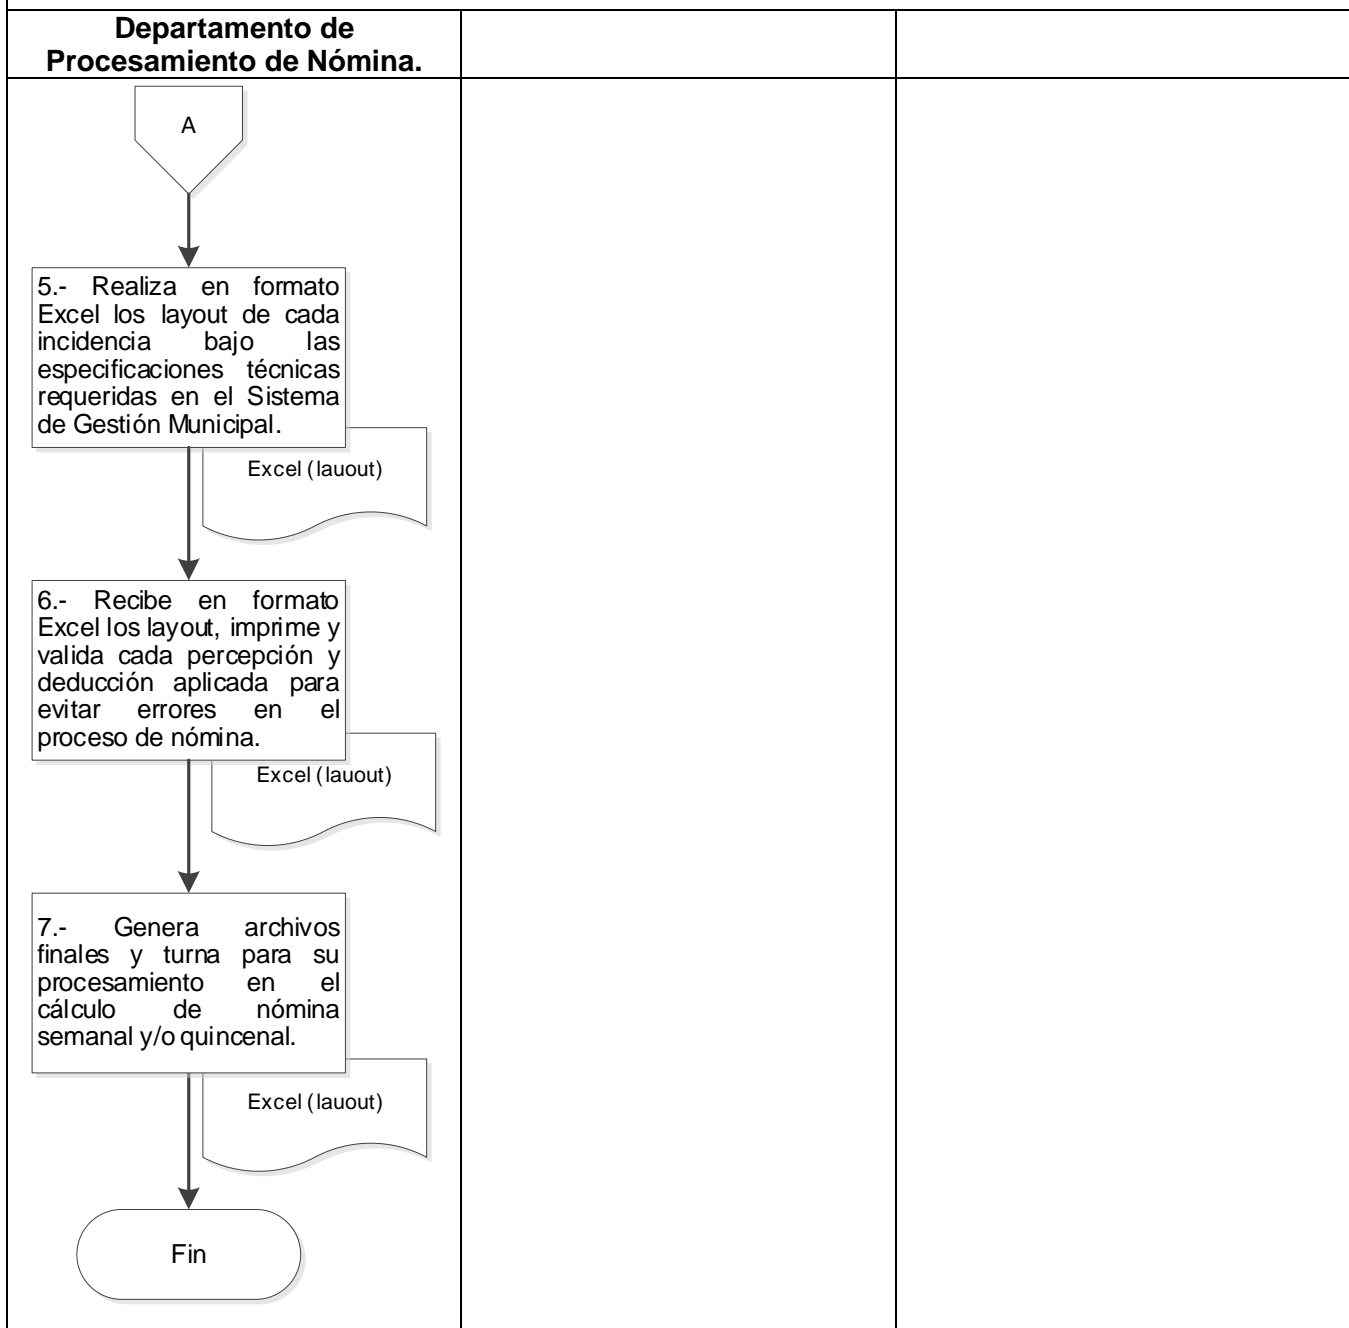 Departamento de
Procesamiento de Nómina.
A
5.- Realiza en formato
Excel los layout de cada
incidencia bajo las
especificaciones técnicas
requeridas en el Sistema
de Gestión Municipal.
Excel (lauout)
6.- Recibe en formato
Excel los layout, imprime y
valida cada percepción y
deducción aplicada para
evitar errores en el
proceso de nómina.
Excel (lauout)
7.- Genera archivos
finales y turna para su
procesamiento en el
cálculo de nómina
semanal y/o quincenal.
Excel (lauout)
Fin